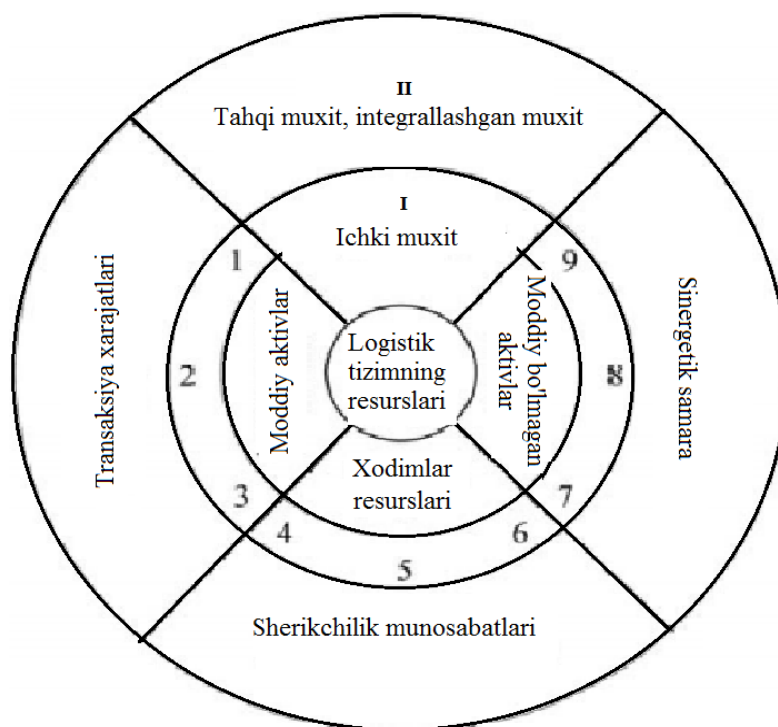 II
Tahqi muxit, integrallashgan muxit
I
Ichki muxit
1
9
Transaksiya xarajatlari
2
Moddiy aktivlar
Logistik
tizimning
resurslari
Moddiy bo'lmagan
aktivlar
8
Sinergetik samara
Xodimlar
resurslari
3
4
5
6
7
Sherikchilik munosabatlari